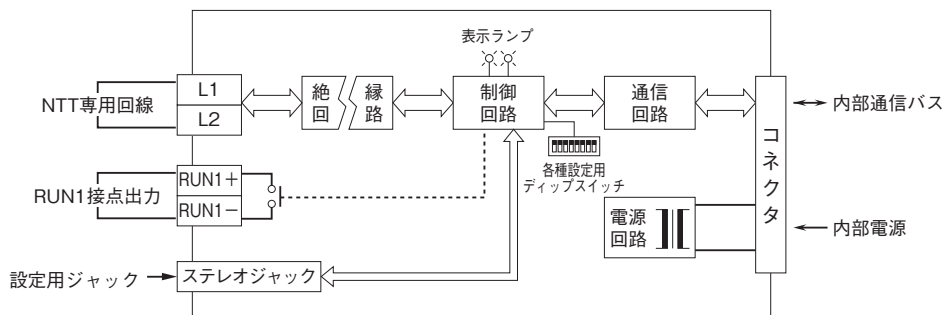 表示ランプ
NTT専用回線
L1
L2
絶 縁
回 路
制御
回路
通信
回路
内部通信バス
各種設定用
ディップスイッチ
コネクタ
RUN1接点出力
RUN1＋
RUN1－
電源
回路
内部電源
設定用ジャック
ステレオジャック